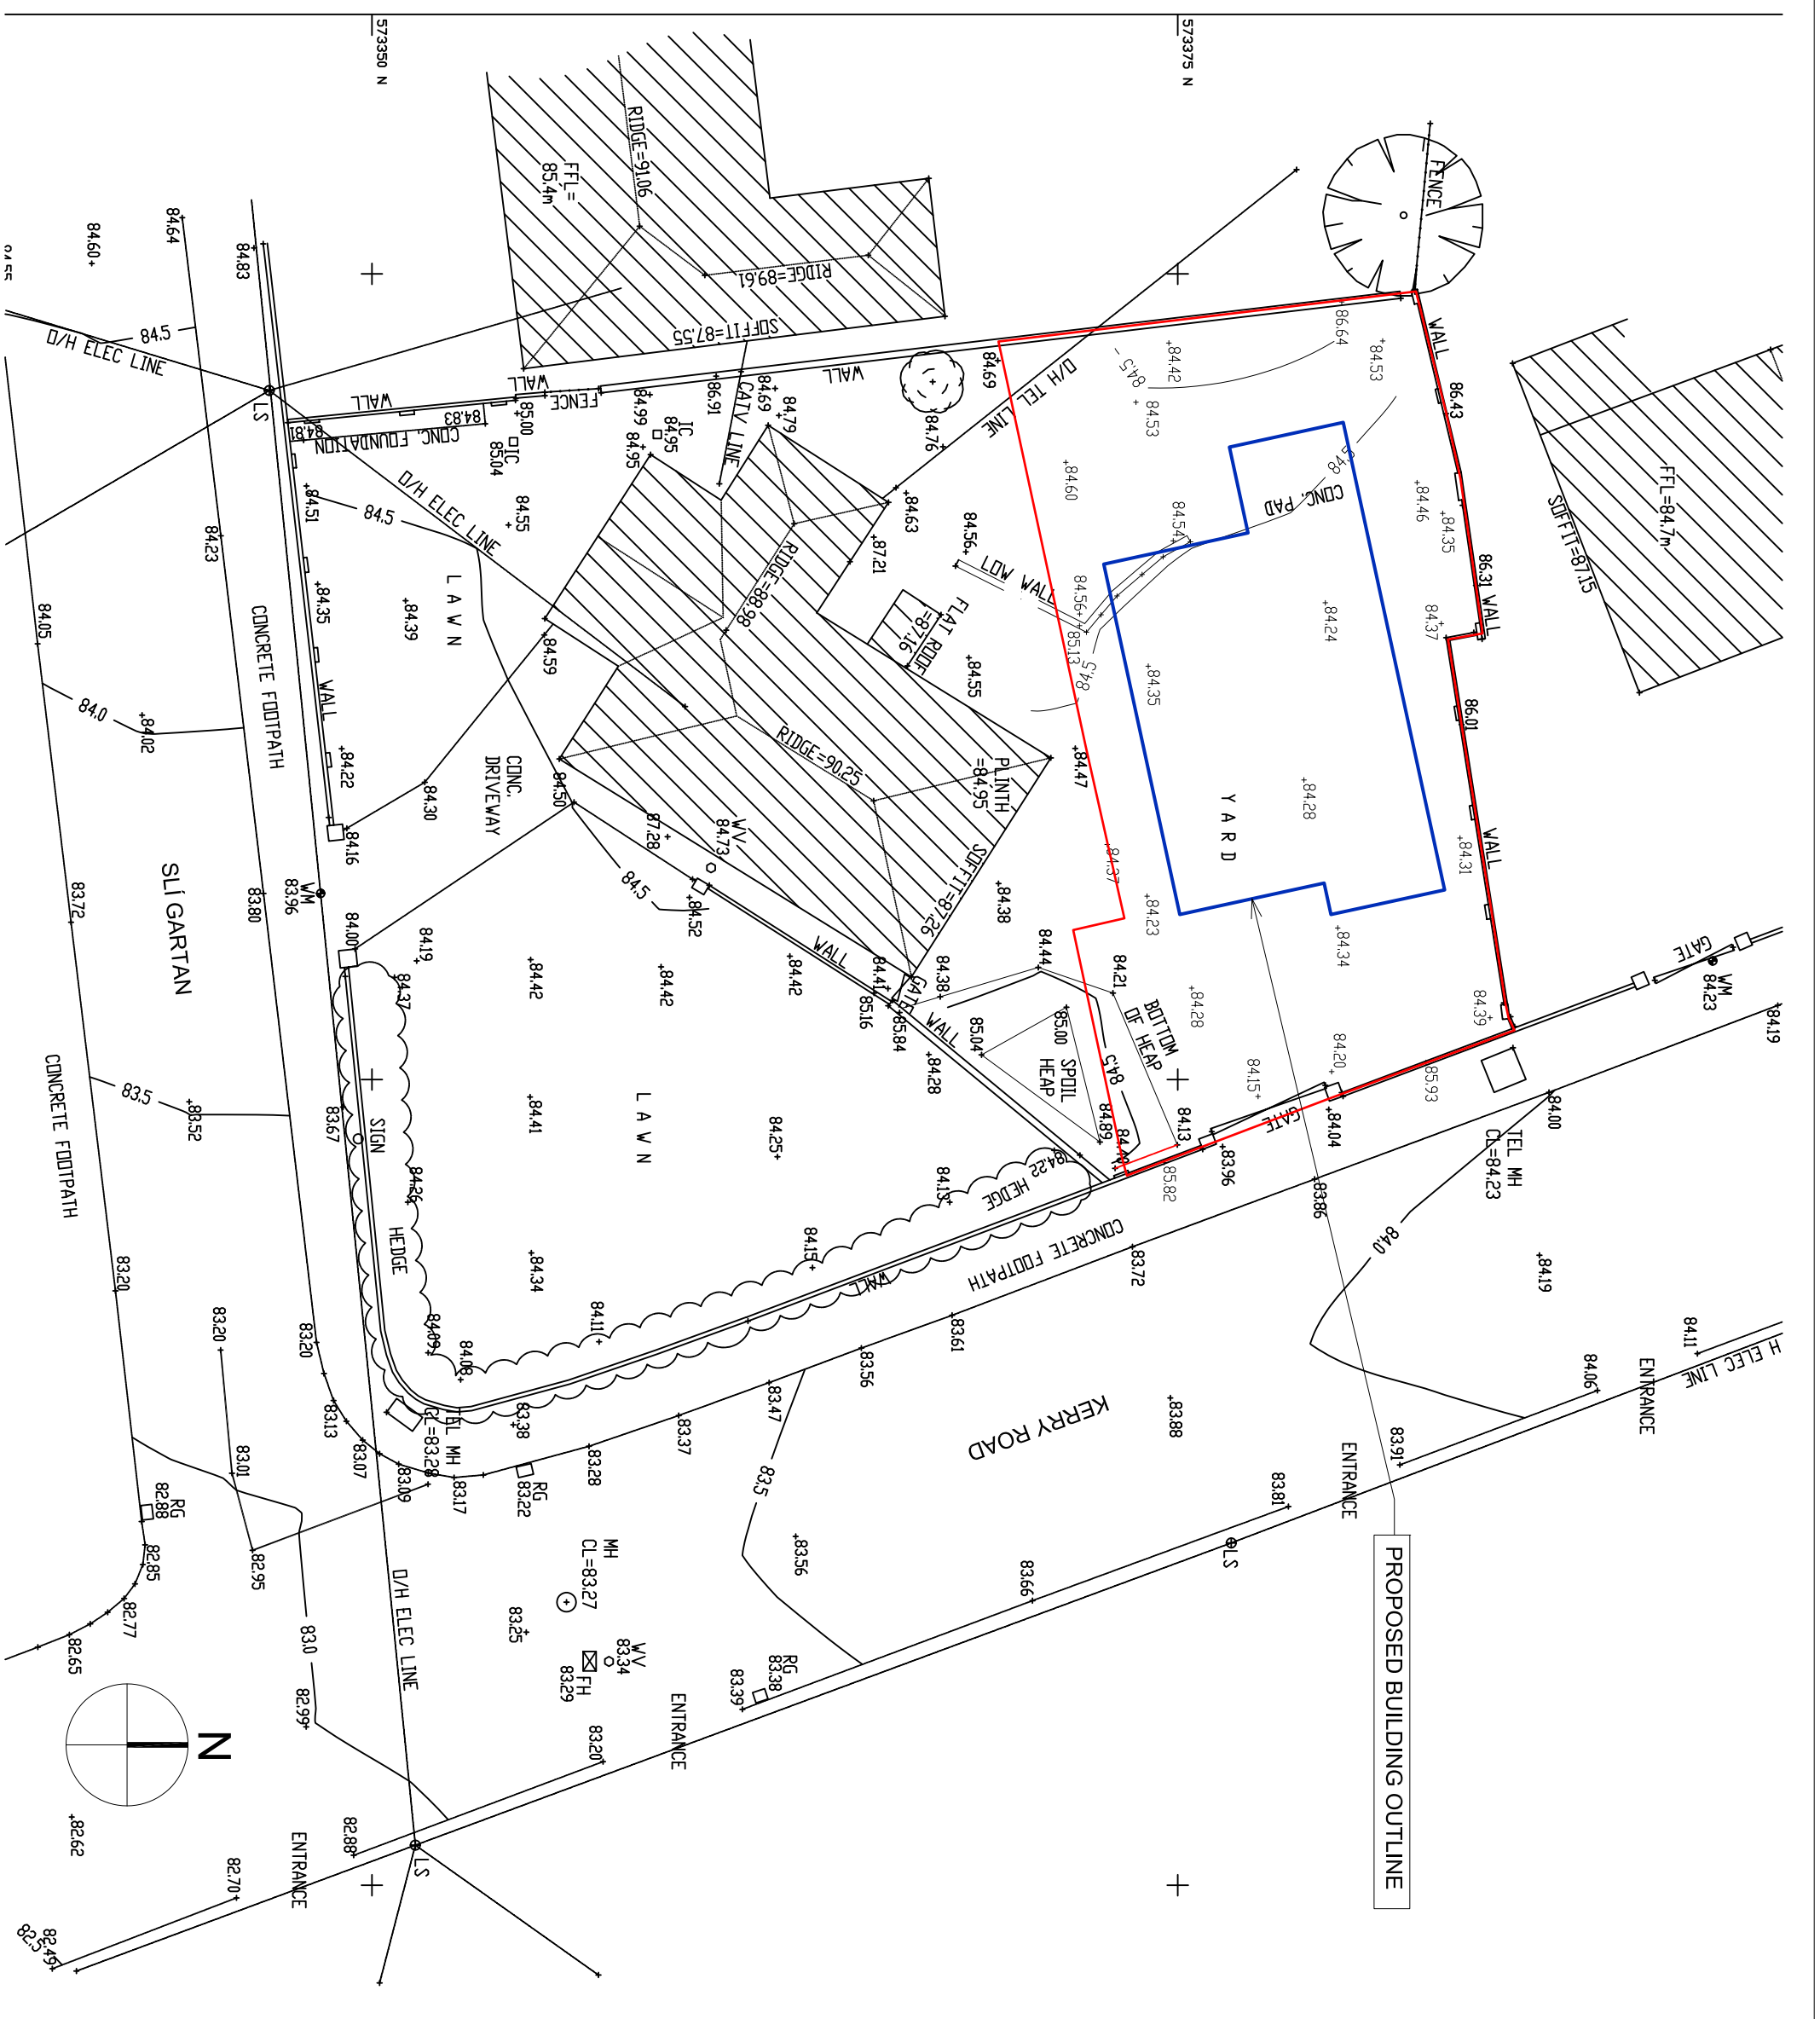 573350 N
573375 N
FENCE
RIDGE=91.06
FFL=
85.4m
RIDGE=89.61
SOFFIT=87.55
WALL
86.64
84.53
84.42
84.5
84.53
86.43
FFL=84.7m
SOFFIT=87.15
84.64
84.60
84.83
84.55
84.5
O/H ELEC LINE
LS
WALL
84.81
84.83
CONC. FOUNDATION
WALL
FENCE
85.00
IC
85.04
84.99
IC
84.95
84.95
86.91
CATV LINE
84.69
84.79
WALL
84.76
84.69
O/H TEL LINE
84.60
84.5
CONC. PAD
84.54
84.46
84.35
86.31
WALL
84.37
84.24
84.51
84.5
O/H ELEC LINE
84.55
84.63
87.21
84.56
LOW WALL
84.56
85.13
84.5
84.35
FLAT ROOF
=87.16
RIDGE=88.98
84.23
84.35
84.39
LAWN
84.59
84.55
84.05
CONCRETE FOOTPATH
WALL
84.0
84.02
84.22
84.30
CONC.
DRIVEWAY
84.50
RIDGE=90.25
PLINTH
=84.95
84.47
84.28
86.01
YARD
WALL
84.31
84.16
87.28
WV
84.73
84.5
84.52
SOFFIT=87.26
84.38
84.37
84.23
84.34
SLÍ GARTAN
83.72
83.80
WM
83.96
84.00
84.19
84.37
84.42
84.42
84.42
WALL
84.41
85.16
GATE
84.38
85.84
WALL
84.44
84.21
BOTTOM
OF HEAP
84.28
84.39
GATE
WM
84.23
84.19
85.04
85.00
SPOIL
HEAP
84.5
84.28
84.89
84.13
84.15
84.20
85.93
GATE
84.04
84.00
TEL MH
CL=84.23
CONCRETE FOOTPATH
83.5
83.52
83.67
SIGN
84.26
HEDGE
84.41
LAWN
84.25
84.13
84.22
HEDGE
85.82
83.96
83.86
84.0
84.19
83.20
83.20
83.20
84.34
84.15
WALL
CONCRETE FOOTPATH
83.72
84.09
84.08
84.11
83.61
83.56
83.47
KERRY ROAD
83.88
ENTRANCE
84.06
84.11
H ELEC LINE
ENTRANCE
83.91
83.13
83.07
83.09
TEL MH
CL=83.28
83.17
83.38
RG
83.22
83.28
83.37
83.5
83.01
82.95
RG
82.88
82.85
82.77
82.65
83.0
82.99
O/H ELEC LINE
MH
CL=83.27
83.25
83.56
WV
83.34
FH
83.29
83.66
83.81
LS
RG
83.38
83.39
ENTRANCE
83.20
PROPOSED BUILDING OUTLINE
N
82.62
82.70
ENTRANCE
82.88
LS
82.49
82.5